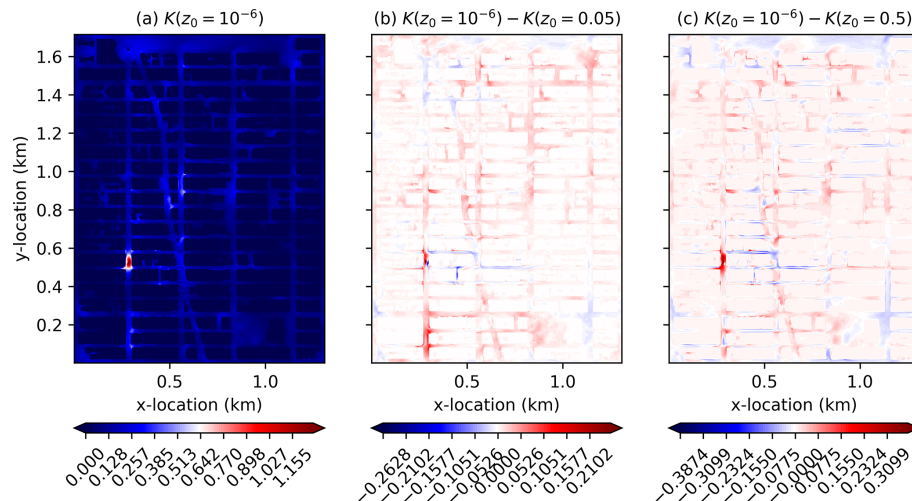 (a) K(z₀ = 10⁻⁶)
(b) K(z₀ = 10⁻⁶) − K(z₀ = 0.05)
(c) K(z₀ = 10⁻⁶) − K(z₀ = 0.5)
y-location (km)
1.6
1.4
1.2
1.0
0.8
0.6
0.4
0.2
0.5 1.0
0.5 1.0
0.5 1.0
x-location (km)
x-location (km)
x-location (km)
0.000 0.128 0.257 0.385 0.513 0.642 0.770 0.898 1.027 1.155
−0.2628 −0.2102 −0.1577 −0.1051 −0.0526 0.0000 0.0526 0.1051 0.1577 0.2102
−0.3874 −0.3099 −0.2324 −0.1550 −0.0775 −0.0000 0.0775 0.1550 0.2324 0.3099